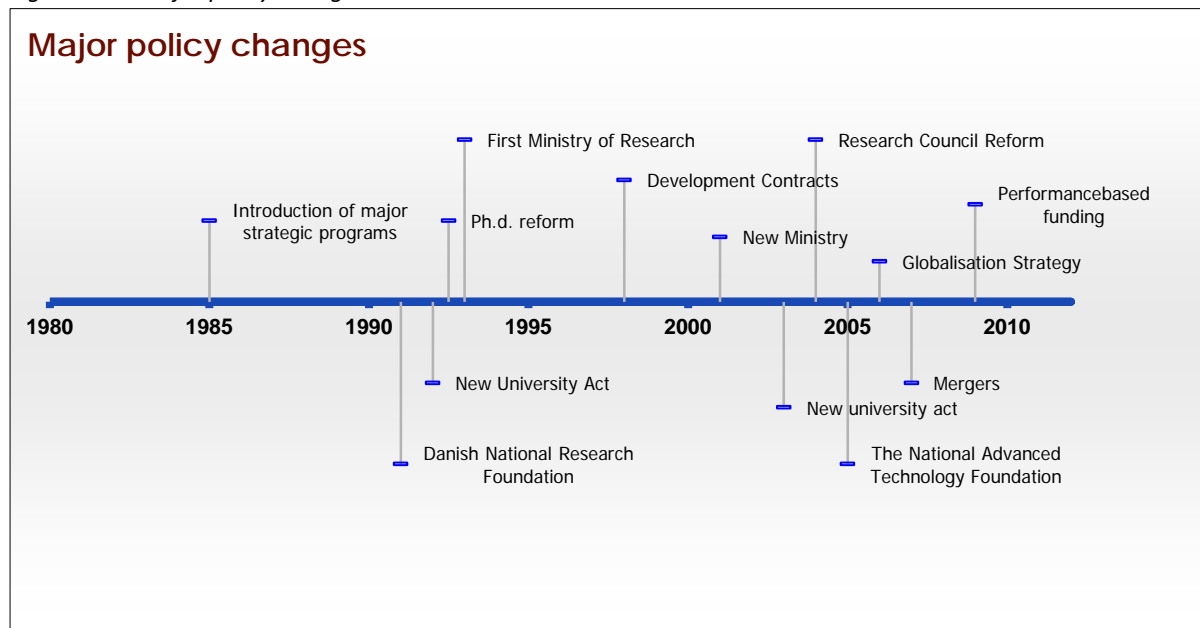 Major policy changes
First Ministry of Research
Research Council Reform
Development Contracts
Performancebased
funding
Introduction of major
strategic programs
Ph.d. reform
New Ministry
Globalisation Strategy
1980
1985
1990
1995
2000
2005
2010
New University Act
Mergers
New university act
Danish National Research
Foundation
The National Advanced
Technology Foundation